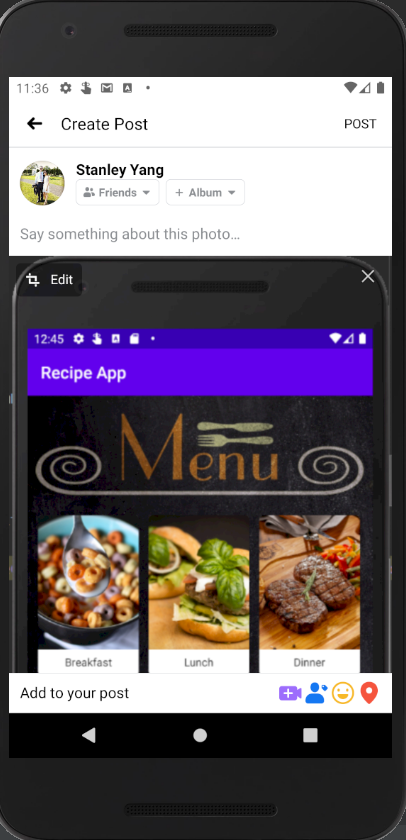 11:36
Create Post
POST
Stanley Yang
Friends
+ Album
Say something about this photo...
Edit
12:45
Recipe App
Menu
Breakfast
Lunch
Dinner
Add to your post